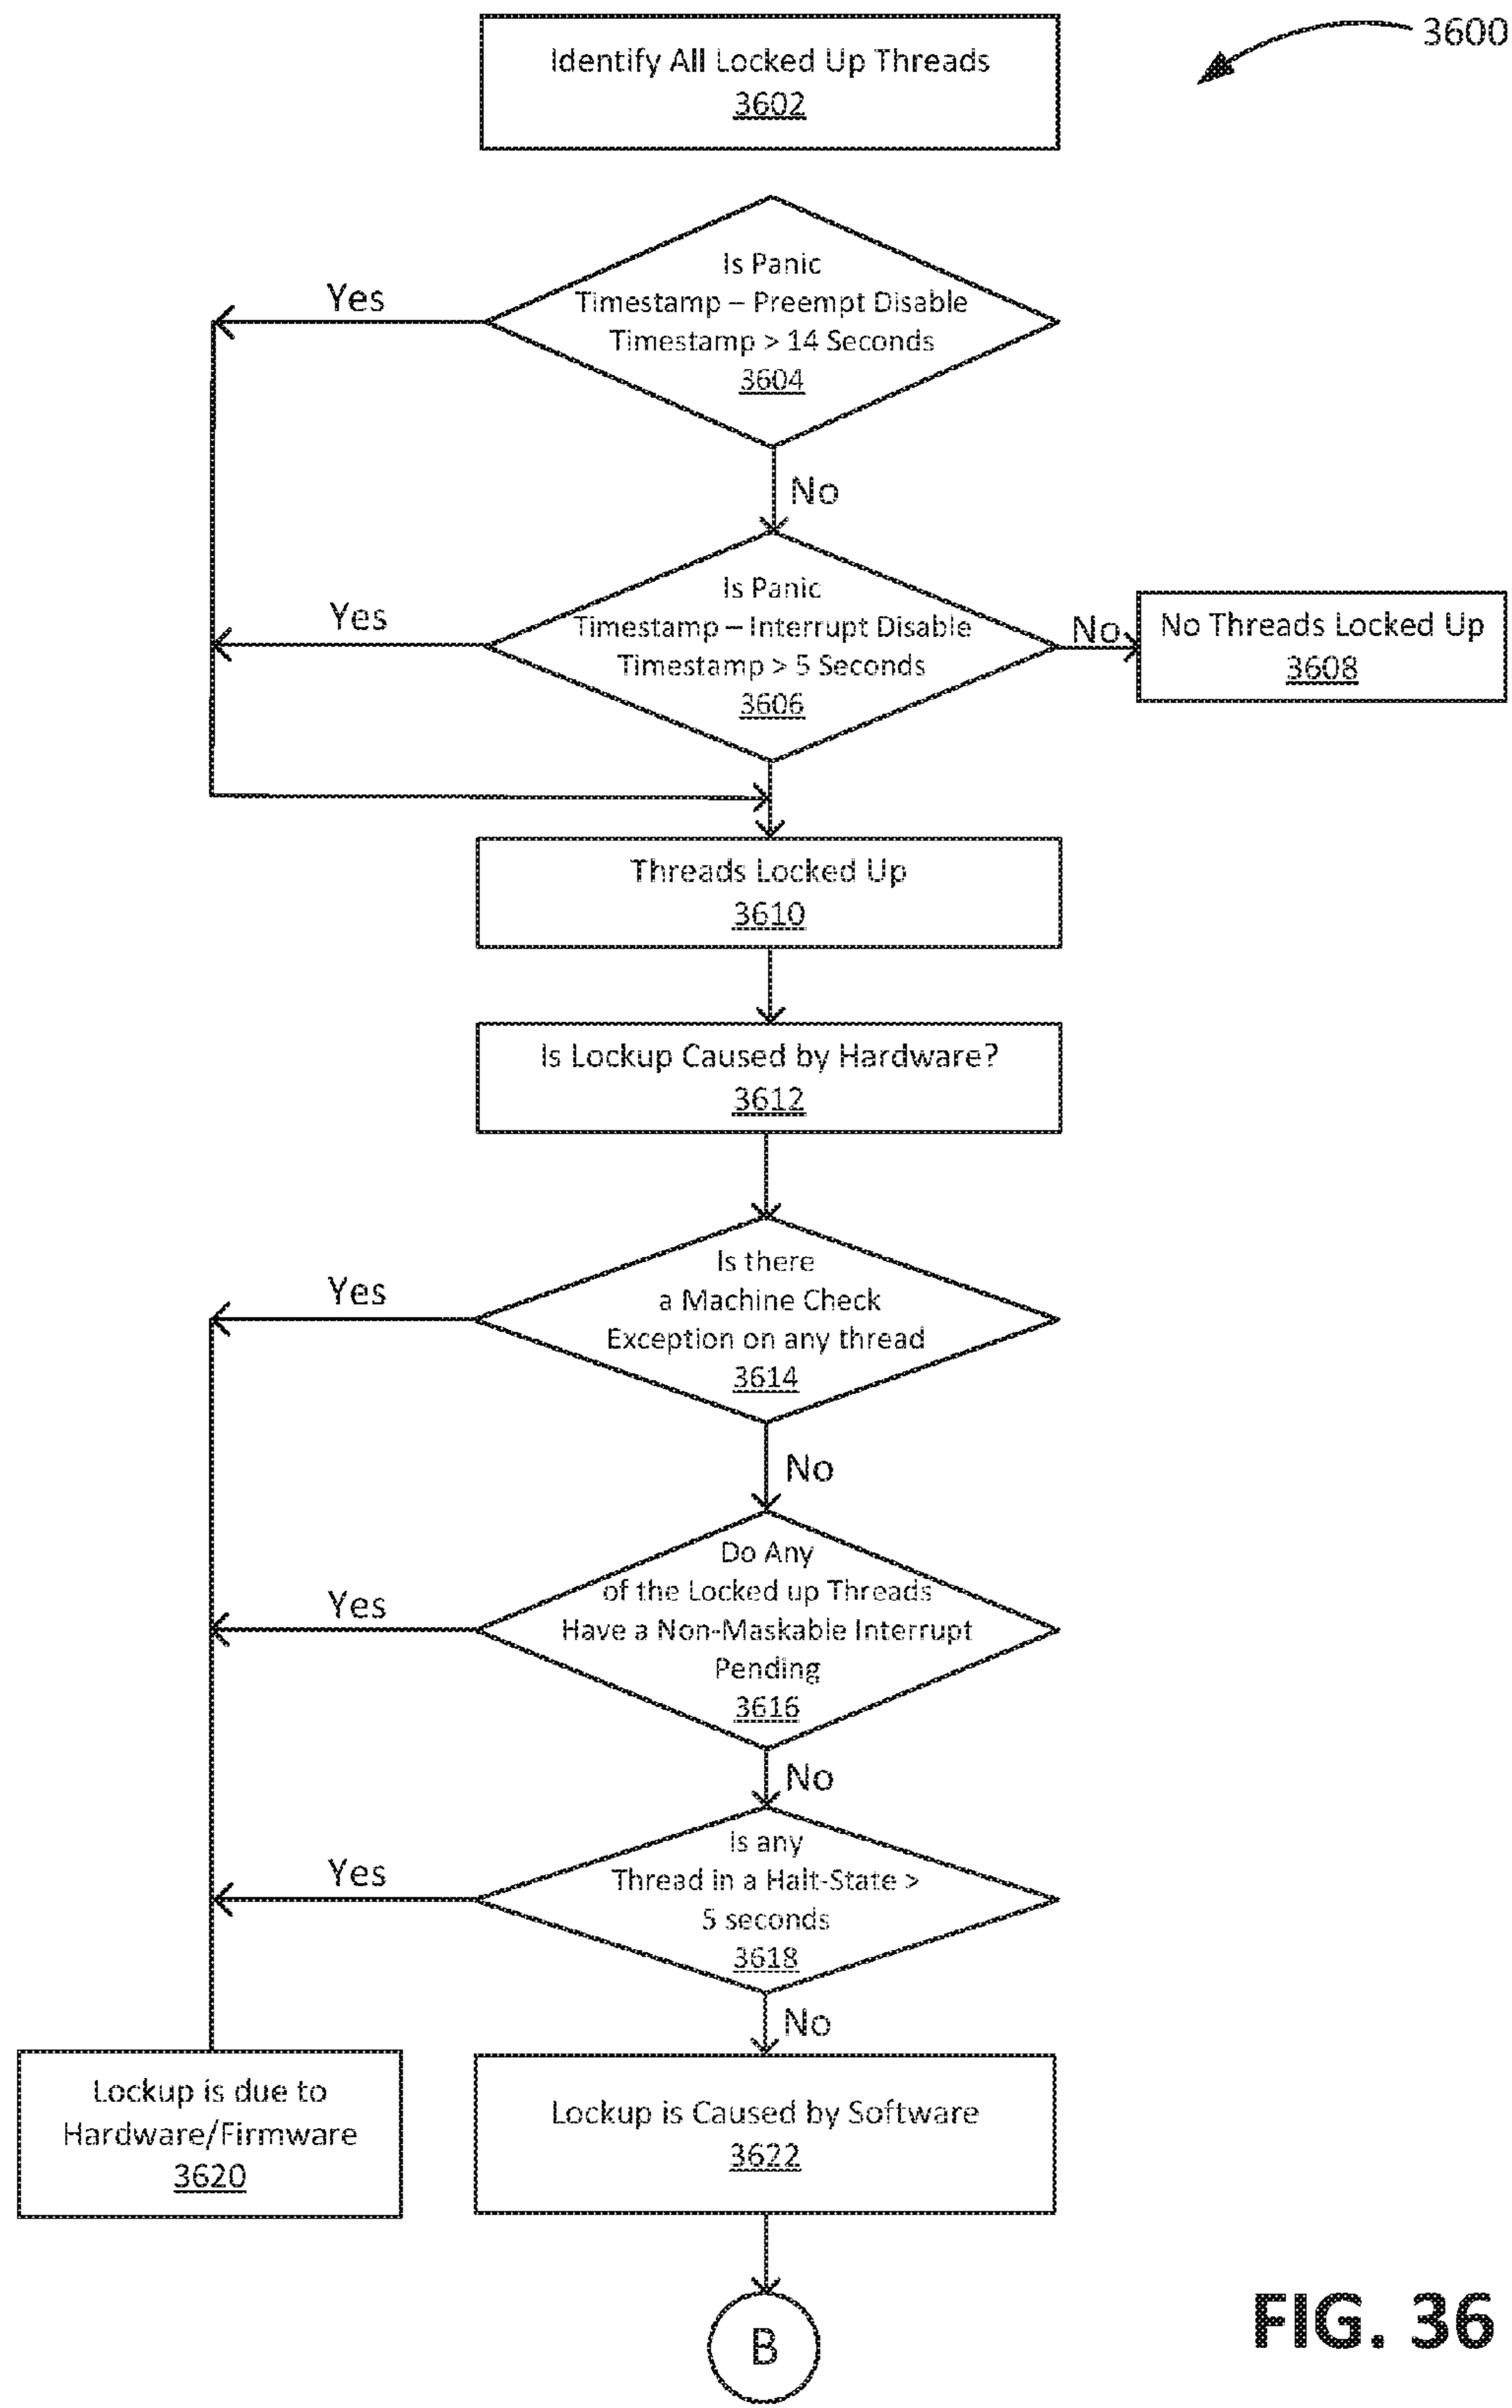 3600
Identify All Locked Up Threads
3602
Is Panic
Timestamp – Preempt Disable
Timestamp > 14 Seconds
3604
Yes
No
Is Panic
Timestamp – Interrupt Disable
Timestamp > 5 Seconds
3606
Yes
No
No Threads Locked Up
3608
Threads Locked Up
3610
Is Lockup Caused by Hardware?
3612
Is there
a Machine Check
Exception on any thread
3614
Yes
No
Do Any
of the Locked up Threads
Have a Non-Maskable Interrupt
Pending
3616
Yes
No
Is any
Thread in a Halt-State >
5 seconds
3618
Yes
No
Lockup is due to
Hardware/Firmware
3620
Lockup is Caused by Software
3622
B
FIG. 36